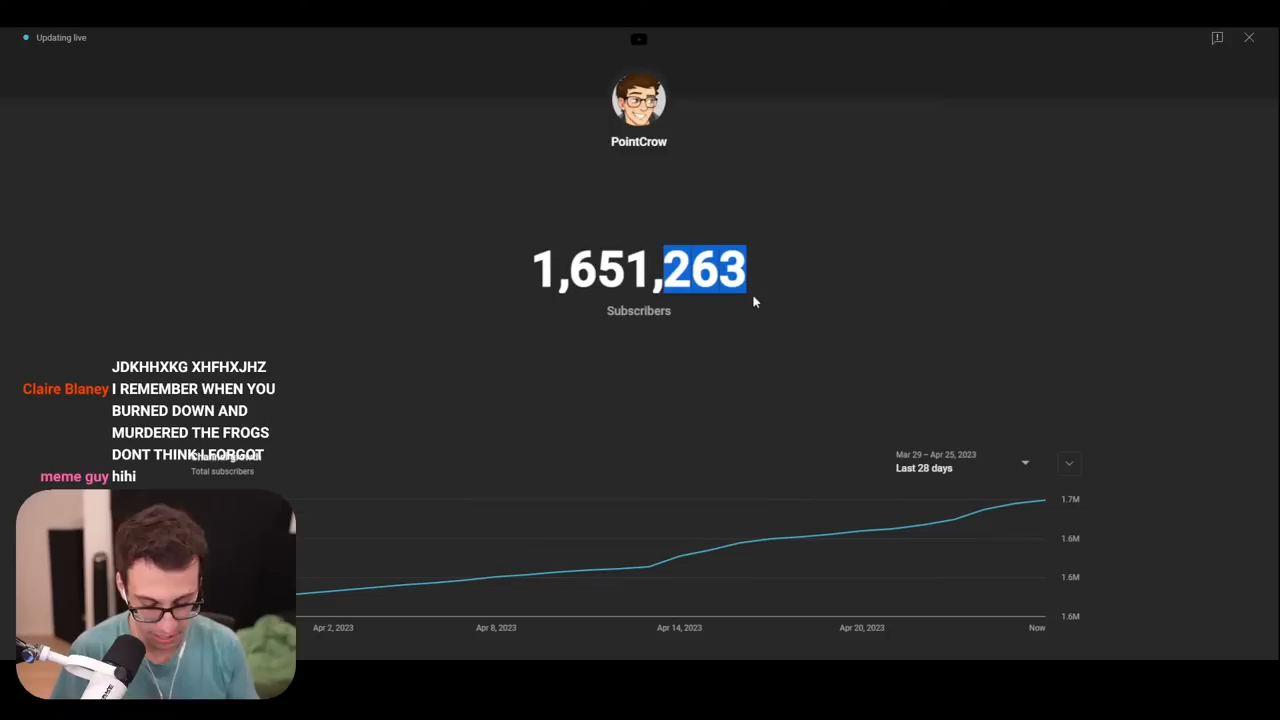 Updating live
PointCrow
1,651,263
Subscribers
JDKHHXKG XHFHXJHZ
Claire Blaney I REMEMBER WHEN YOU
BURNED DOWN AND
MURDERED THE FROGS
DONT THINK I FORGOT
Total subscribers
meme guy hihi
Mar 29 – Apr 25, 2023
Last 28 days
1.7M
1.6M
1.6M
1.6M
Apr 2, 2023
Apr 8, 2023
Apr 14, 2023
Apr 20, 2023
Now